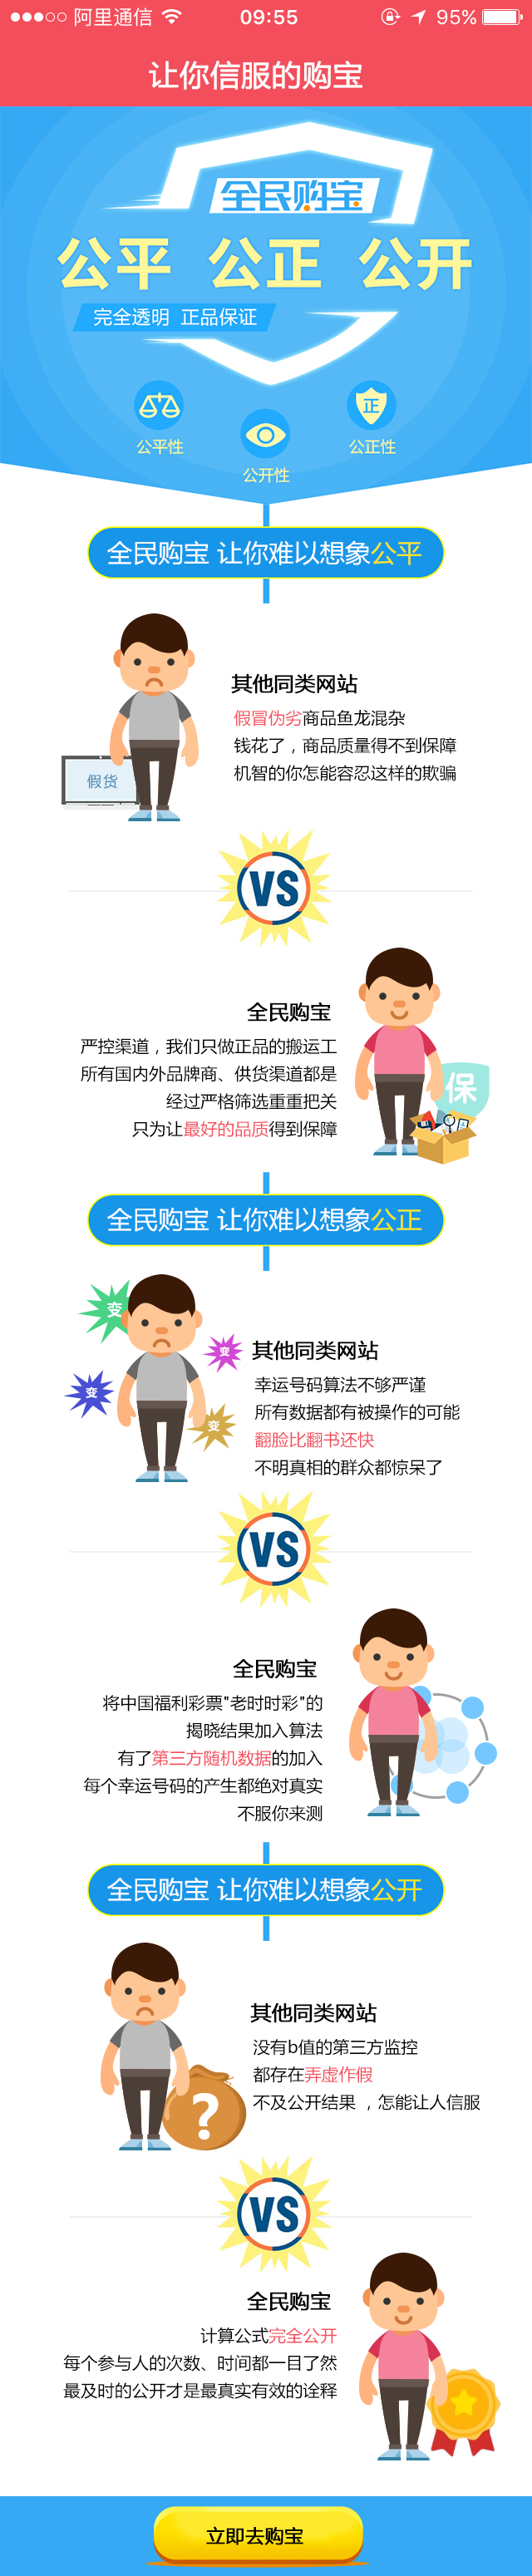 阿里通信 09:55 95%
让你信服的购宝
全民购宝
公平 公正 公开
完全透明 正品保证
正
公平性
公正性
公开性
全民购宝 让你难以想象公平
其他同类网站
假冒伪劣商品鱼龙混杂
钱花了，商品质量得不到保障
机智的你怎能容忍这样的欺骗
假货
VS
全民购宝
严控渠道，我们只做正品的搬运工
所有国内外品牌商、供货渠道都是
经过严格筛选重重把关
只为让最好的品质得到保障
保
全民购宝 让你难以想象公正
变
变
变
变
其他同类网站
幸运号码算法不够严谨
所有数据都有被操作的可能
翻脸比翻书还快
不明真相的群众都惊呆了
VS
全民购宝
将中国福利彩票"老时时彩"的
揭晓结果加入算法
有了第三方随机数据的加入
每个幸运号码的产生都绝对真实
不服你来测
全民购宝 让你难以想象公开
其他同类网站
没有b值的第三方监控
都存在弄虚作假
不及公开结果 ，怎能让人信服
?
VS
全民购宝
计算公式完全公开
每个参与人的次数、时间都一目了然
最及时的公开才是最真实有效的诠释
立即去购宝